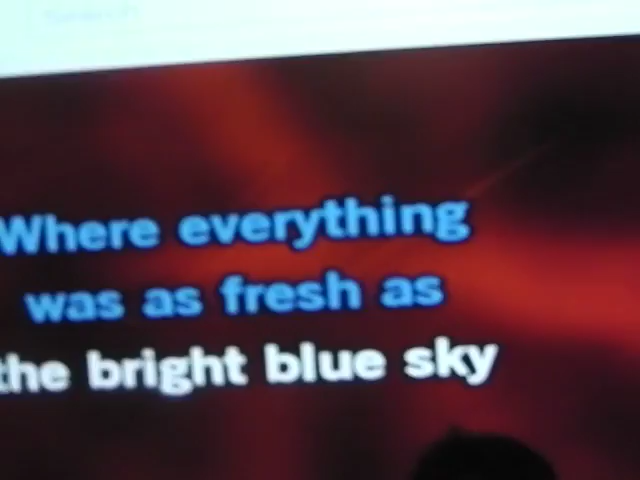 Where everything
was as fresh as
the bright blue sky